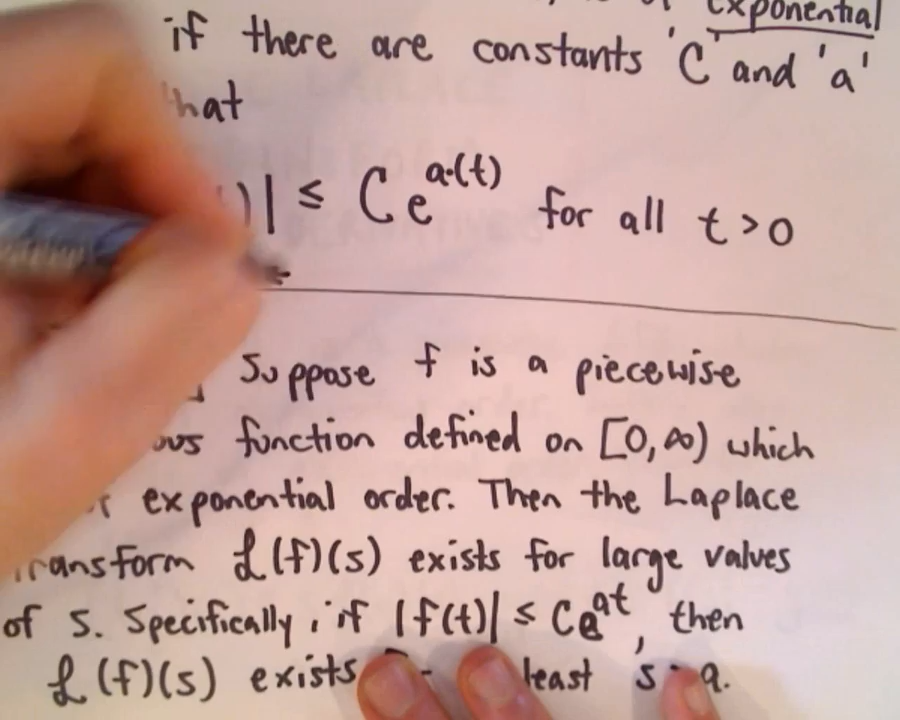 exponential
if there are constants 'C' and 'a'
hat
)| ≤ Ce^{a·(t)} for all t > 0
Suppose f is a piecewise
ous function defined on [0,∞) which
exponential order. Then the Laplace
transform ℒ(f)(s) exists for large values
of s. Specifically, if |f(t)| ≤ Ce^{at}, then
ℒ(f)(s) exists least s a.